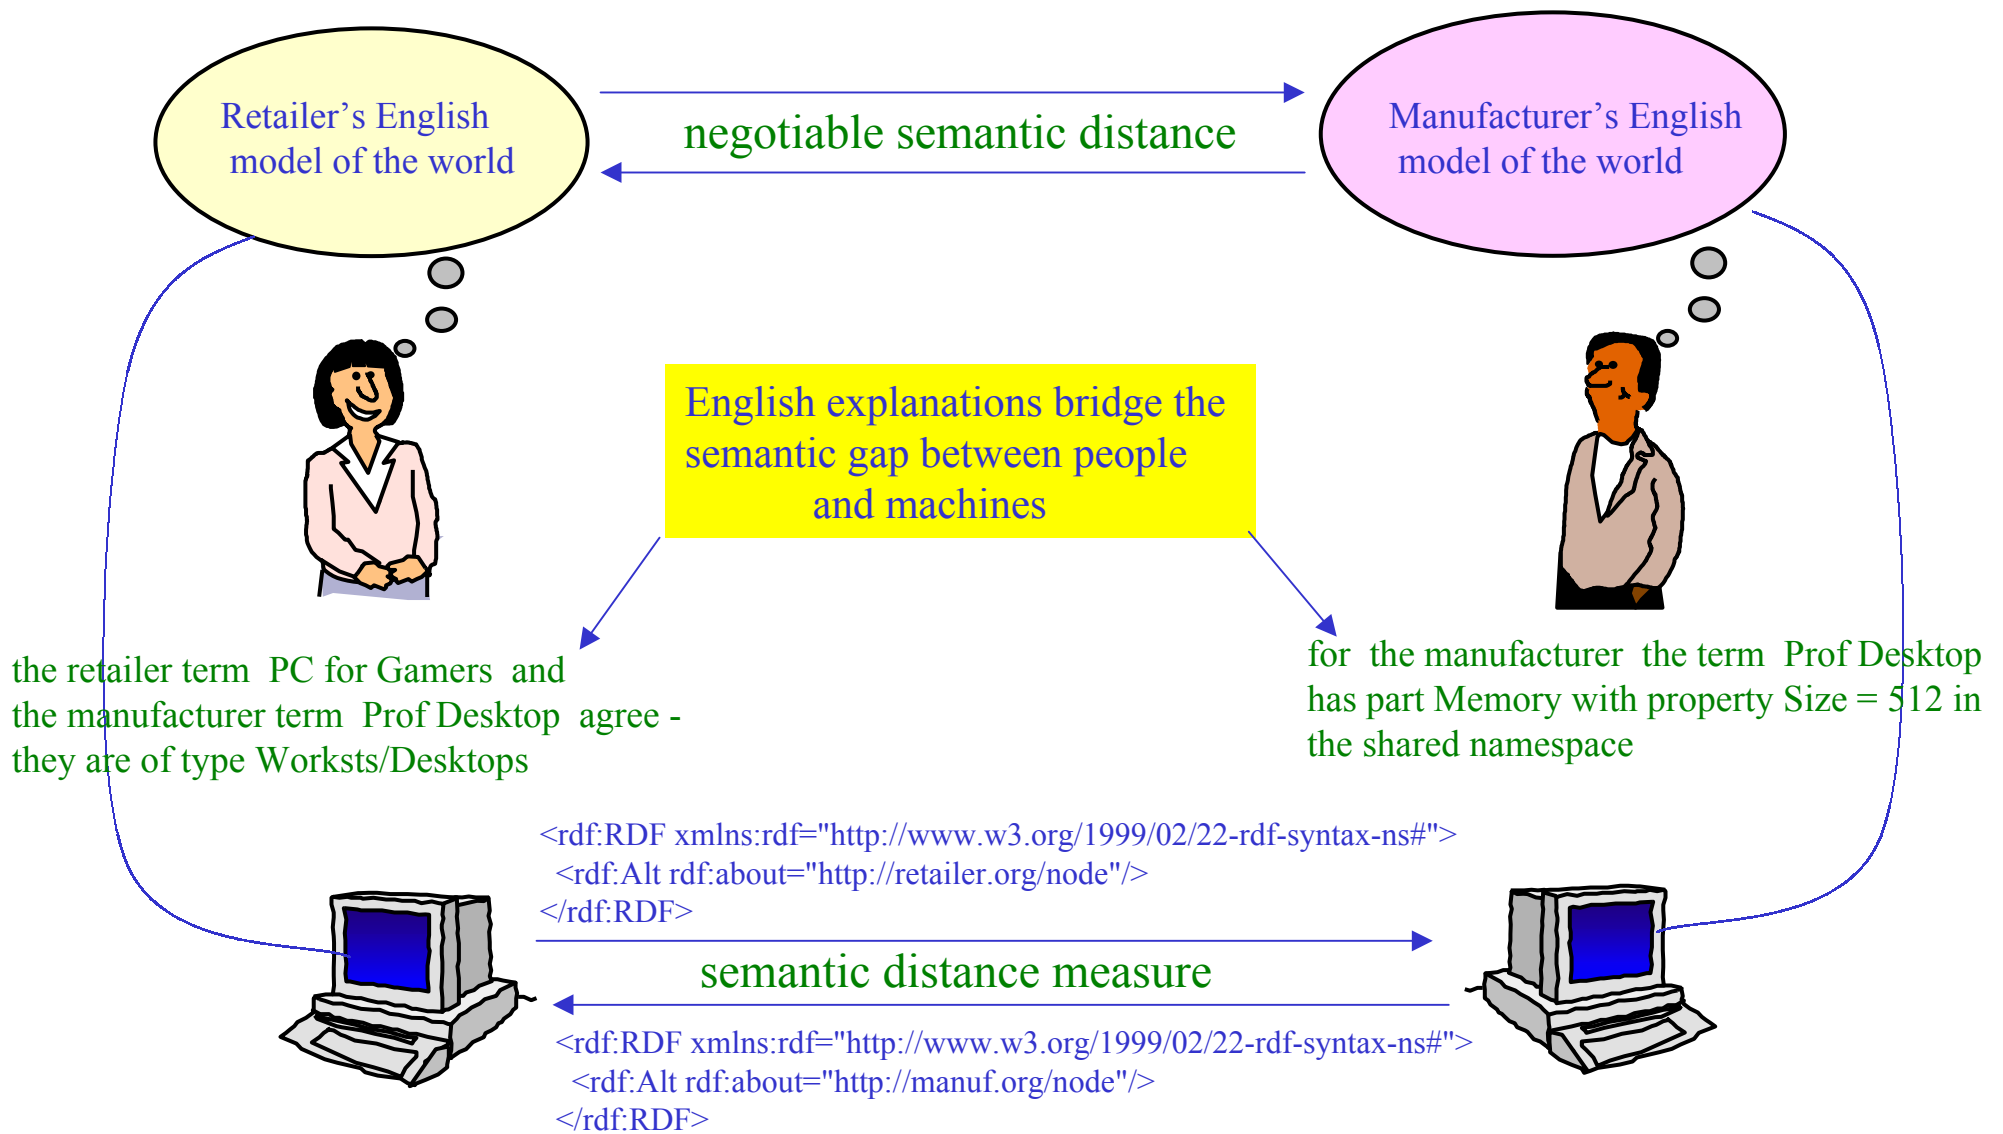 Retailer's English
model of the world
negotiable semantic distance
Manufacturer's English
model of the world
English explanations bridge the
semantic gap between people
and machines
the retailer term  PC for Gamers  and
the manufacturer term  Prof Desktop  agree -
they are of type Worksts/Desktops
for  the manufacturer  the term  Prof Desktop
has part Memory with property Size = 512 in
the shared namespace
<rdf:RDF xmlns:rdf="http://www.w3.org/1999/02/22-rdf-syntax-ns#">
<rdf:Alt rdf:about="http://retailer.org/node"/>
</rdf:RDF>
semantic distance measure
<rdf:RDF xmlns:rdf="http://www.w3.org/1999/02/22-rdf-syntax-ns#">
<rdf:Alt rdf:about="http://manuf.org/node"/>
</rdf:RDF>